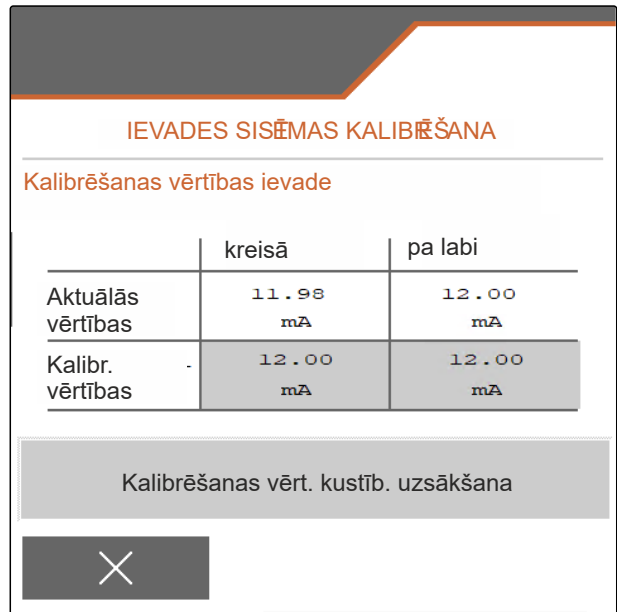 IEVADES SISĒMAS KALIBRĒŠANA
Kalibrēšanas vērtības ievade
kreisā pa labi
Aktuālās vērtības 11.98 mA 12.00 mA
Kalibr. - vērtības 12.00 mA 12.00 mA
Kalibrēšanas vērt. kustīb. uzsākšana